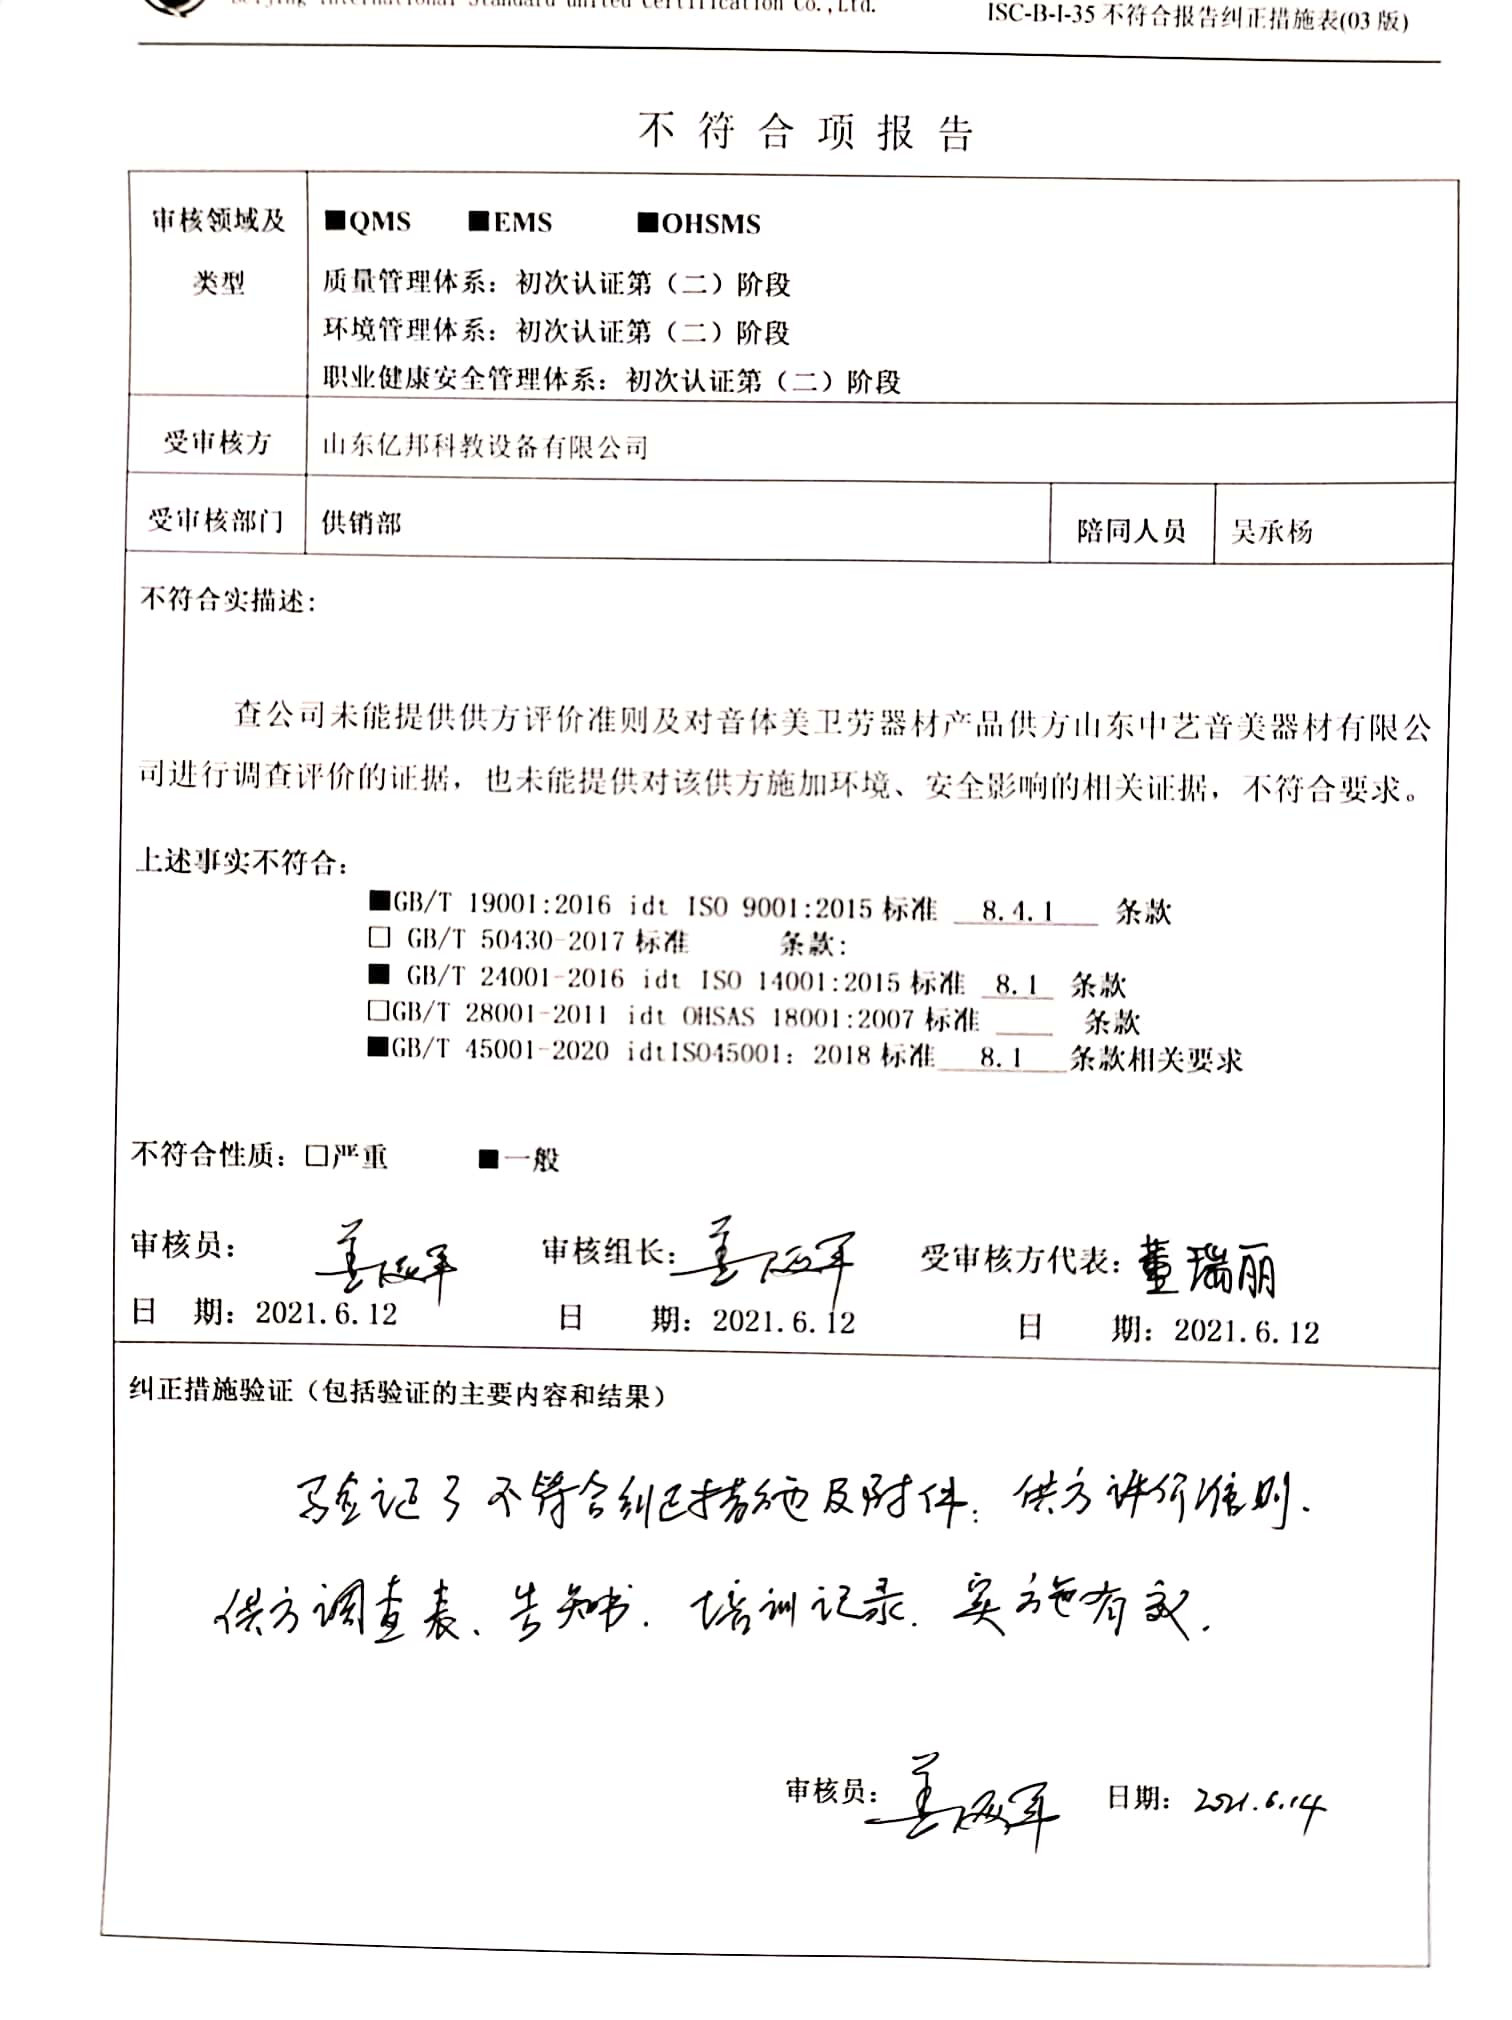 Beijing International Standard united Certification Co.,Ltd.
ISC-B-I-35 不符合报告纠正措施表(03 版)
不 符 合 项 报 告
审核领域及
类型
■QMS ■EMS ■OHSMS
质量管理体系：初次认证第（二）阶段
环境管理体系：初次认证第（二）阶段
职业健康安全管理体系：初次认证第（二）阶段
受审核方 山东亿邦科教设备有限公司
受审核部门 供销部 陪同人员 吴承杨
不符合实描述:
查公司未能提供供方评价准则及对音体美卫劳器材产品供方山东中艺音美器材有限公
司进行调查评价的证据，也未能提供对该供方施加环境、安全影响的相关证据，不符合要求。
上述事实不符合：
■GB/T 19001:2016 idt ISO 9001:2015 标准 8.4.1 条款
□ GB/T 50430-2017 标准 条款：
■ GB/T 24001-2016 idt ISO 14001:2015 标准 8.1 条款
□GB/T 28001-2011 idt OHSAS 18001:2007 标准 ____ 条款
■GB/T 45001-2020 idtISO45001：2018 标准 8.1 条款相关要求
不符合性质：□严重 ■一般
审核员： 审核组长： 受审核方代表：董瑞丽
日 期：2021.6.12 日 期：2021.6.12 日 期：2021.6.12
纠正措施验证（包括验证的主要内容和结果）
验证了不符合纠正措施及附件：供方评价准则．
供方调查表、告知书．培训记录．实施有效．
审核员： 日期：2021.6.14